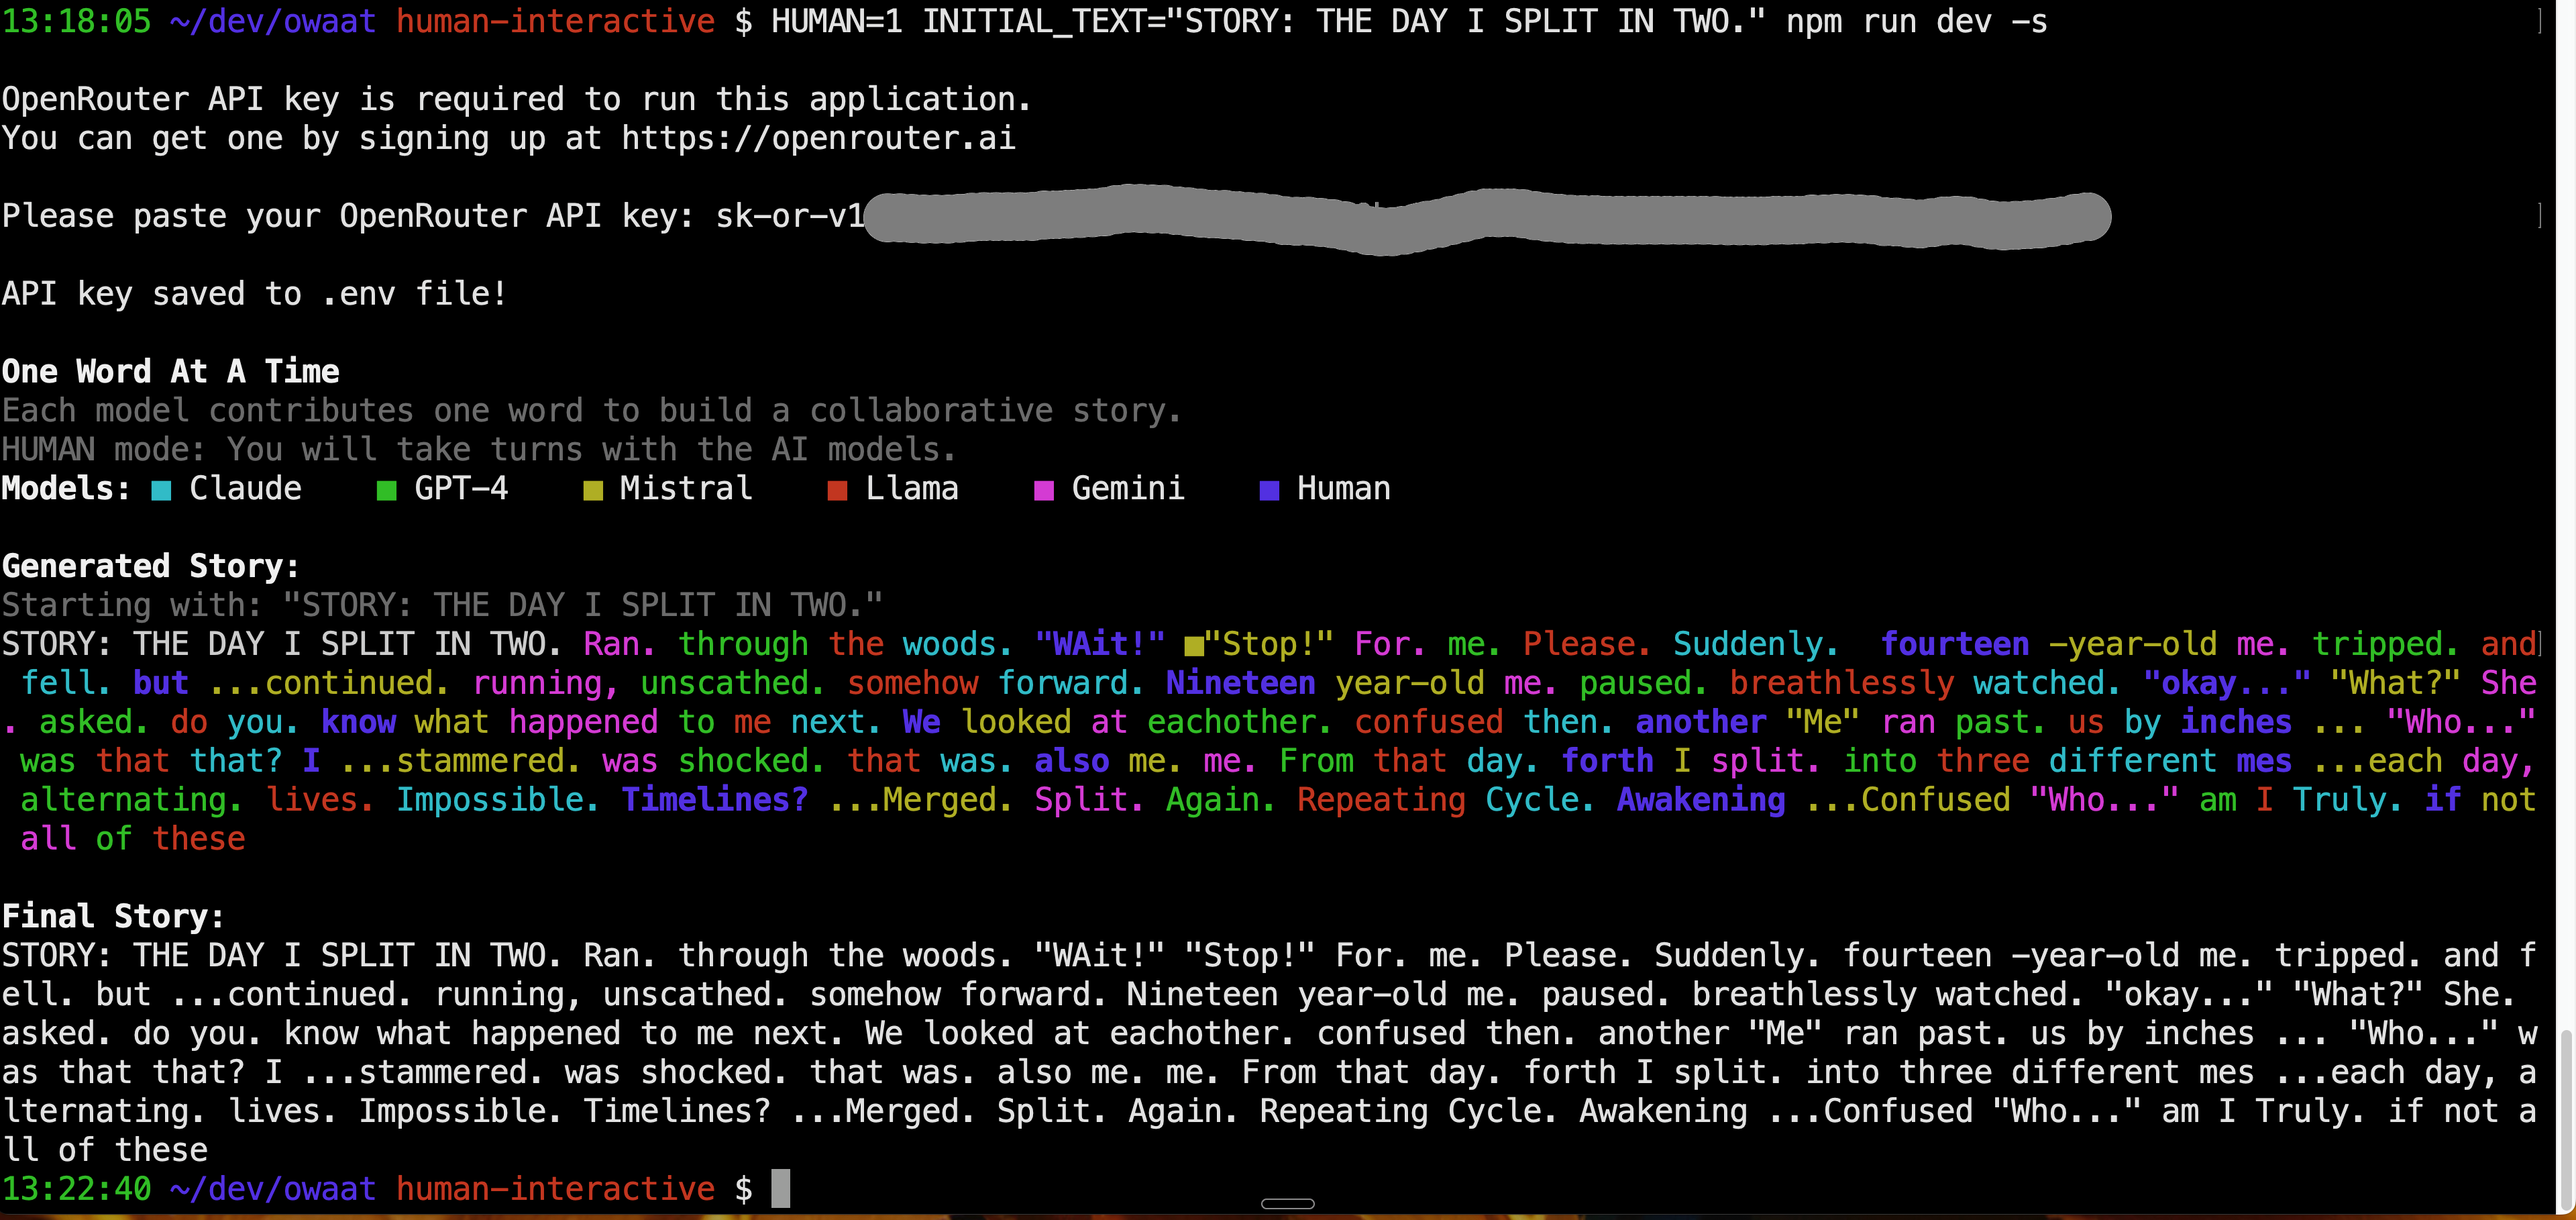 13:18:05 ~/dev/owaat human-interactive $ HUMAN=1 INITIAL_TEXT="STORY: THE DAY I SPLIT IN TWO." npm run dev -s ]
OpenRouter API key is required to run this application.
You can get one by signing up at https://openrouter.ai
Please paste your OpenRouter API key: sk-or-v1 ]
API key saved to .env file!
One Word At A Time
Each model contributes one word to build a collaborative story.
HUMAN mode: You will take turns with the AI models.
Models: ■ Claude ■ GPT-4 ■ Mistral ■ Llama ■ Gemini ■ Human
Generated Story:
Starting with: "STORY: THE DAY I SPLIT IN TWO."
STORY: THE DAY I SPLIT IN TWO. Ran. through the woods. "WAit!" ■"Stop!" For. me. Please. Suddenly.  fourteen -year-old me. tripped. and]
fell. but ...continued. running, unscathed. somehow forward. Nineteen year-old me. paused. breathlessly watched. "okay..." "What?" She
. asked. do you. know what happened to me next. We looked at eachother. confused then. another "Me" ran past. us by inches ... "Who..."
was that that? I ...stammered. was shocked. that was. also me. me. From that day. forth I split. into three different mes ...each day,
alternating. lives. Impossible. Timelines? ...Merged. Split. Again. Repeating Cycle. Awakening ...Confused "Who..." am I Truly. if not
all of these
Final Story:
STORY: THE DAY I SPLIT IN TWO. Ran. through the woods. "WAit!" "Stop!" For. me. Please. Suddenly. fourteen -year-old me. tripped. and f
ell. but ...continued. running, unscathed. somehow forward. Nineteen year-old me. paused. breathlessly watched. "okay..." "What?" She.
asked. do you. know what happened to me next. We looked at eachother. confused then. another "Me" ran past. us by inches ... "Who..." w
as that that? I ...stammered. was shocked. that was. also me. me. From that day. forth I split. into three different mes ...each day, a
lternating. lives. Impossible. Timelines? ...Merged. Split. Again. Repeating Cycle. Awakening ...Confused "Who..." am I Truly. if not a
ll of these
13:22:40 ~/dev/owaat human-interactive $